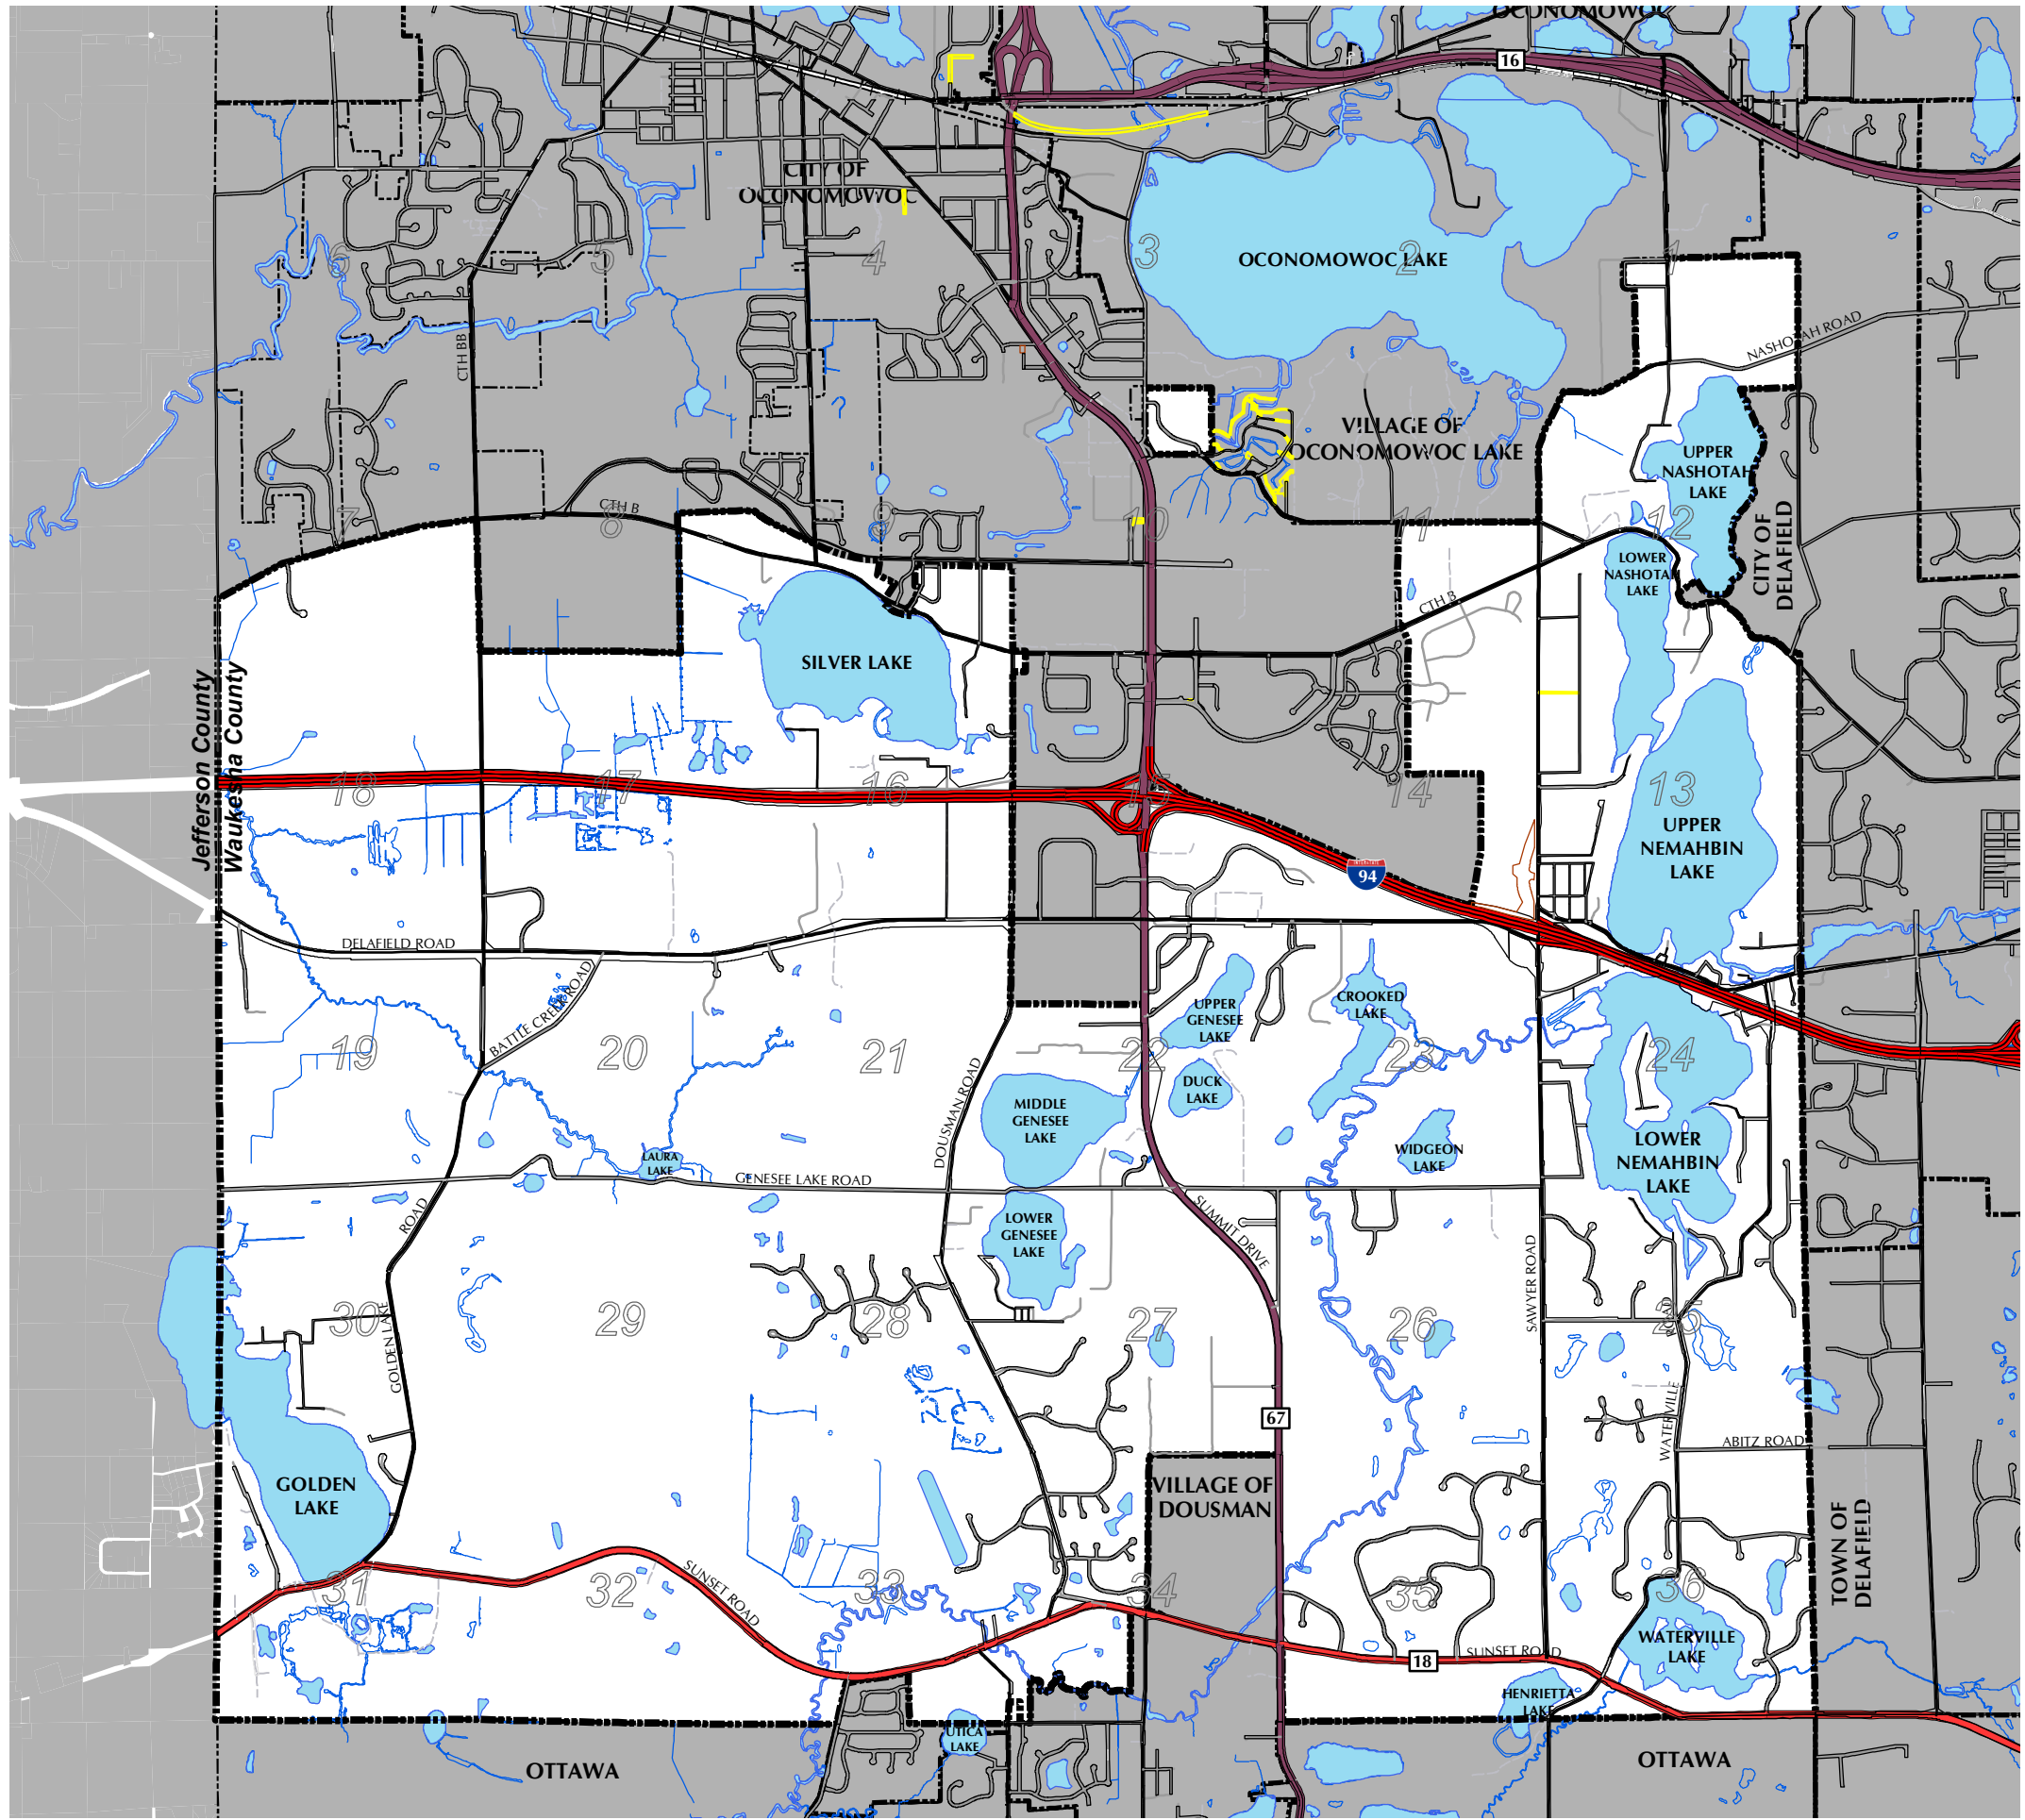 OCONOMOWOC
16
CITY OF
OCONOMOWOC
6
5
4
3
2
1
OCONOMOWOC LAKE
CTH BB
NASHOTAH ROAD
VILLAGE OF
OCONOMOWOC LAKE
UPPER
NASHOTAH
LAKE
CTH B
7
8
9
10
11
12
CITY OF
DELAFIELD
LOWER
NASHOTAH
LAKE
CTH B
SILVER LAKE
Jefferson County
Waukesha County
18
17
16
15
14
13
UPPER
NEMAHBIN
LAKE
94
DELAFIELD ROAD
BATTLE CREEK ROAD
UPPER
GENESEE
LAKE
CROOKED
LAKE
19
20
21
22
23
24
DOUSMAN ROAD
DUCK
LAKE
MIDDLE
GENESEE
LAKE
LAURA
LAKE
WIDGEON
LAKE
LOWER
NEMAHBIN
LAKE
GENESEE LAKE ROAD
ROAD
LOWER
GENESEE
LAKE
SUMMIT DRIVE
SAWYER ROAD
30
29
28
27
26
25
GOLDEN LAKE
ROAD
WATERVILLE
67
ABITZ ROAD
GOLDEN
LAKE
VILLAGE OF
DOUSMAN
TOWN OF
DELAFIELD
SUNSET ROAD
31
32
33
34
35
36
WATERVILLE
LAKE
18
SUNSET ROAD
HENRIETTA
LAKE
UTICA
LAKE
OTTAWA
OTTAWA